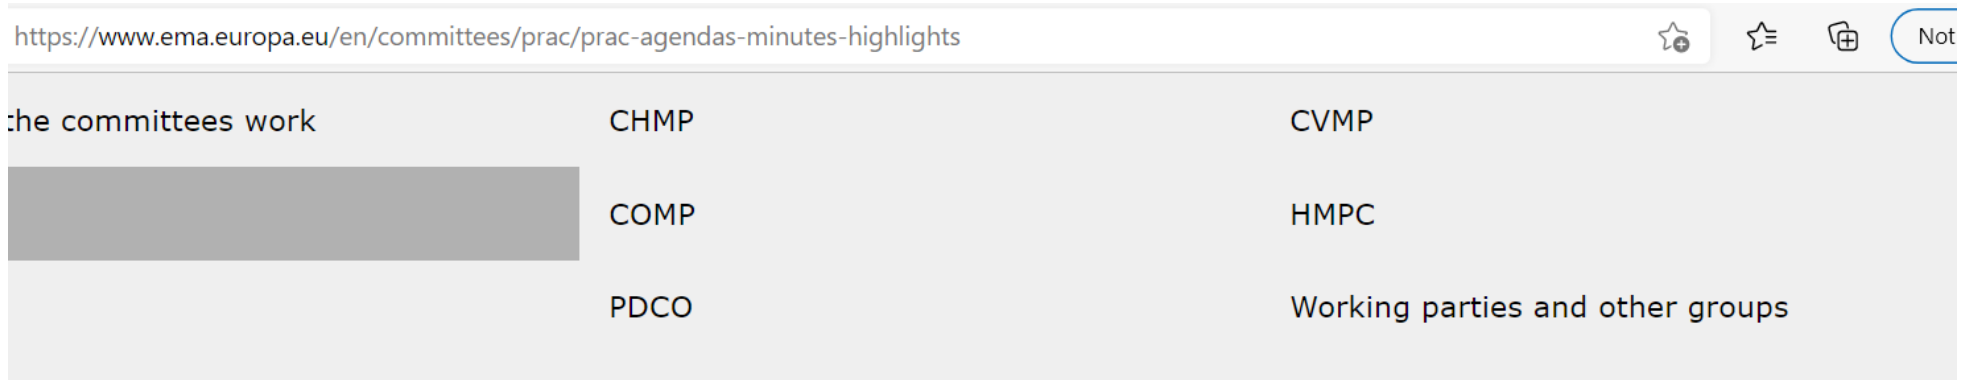 https://www.ema.europa.eu/en/committees/prac/prac-agendas-minutes-highlights Not
the committees work CHMP CVMP
COMP HMPC
PDCO Working parties and other groups